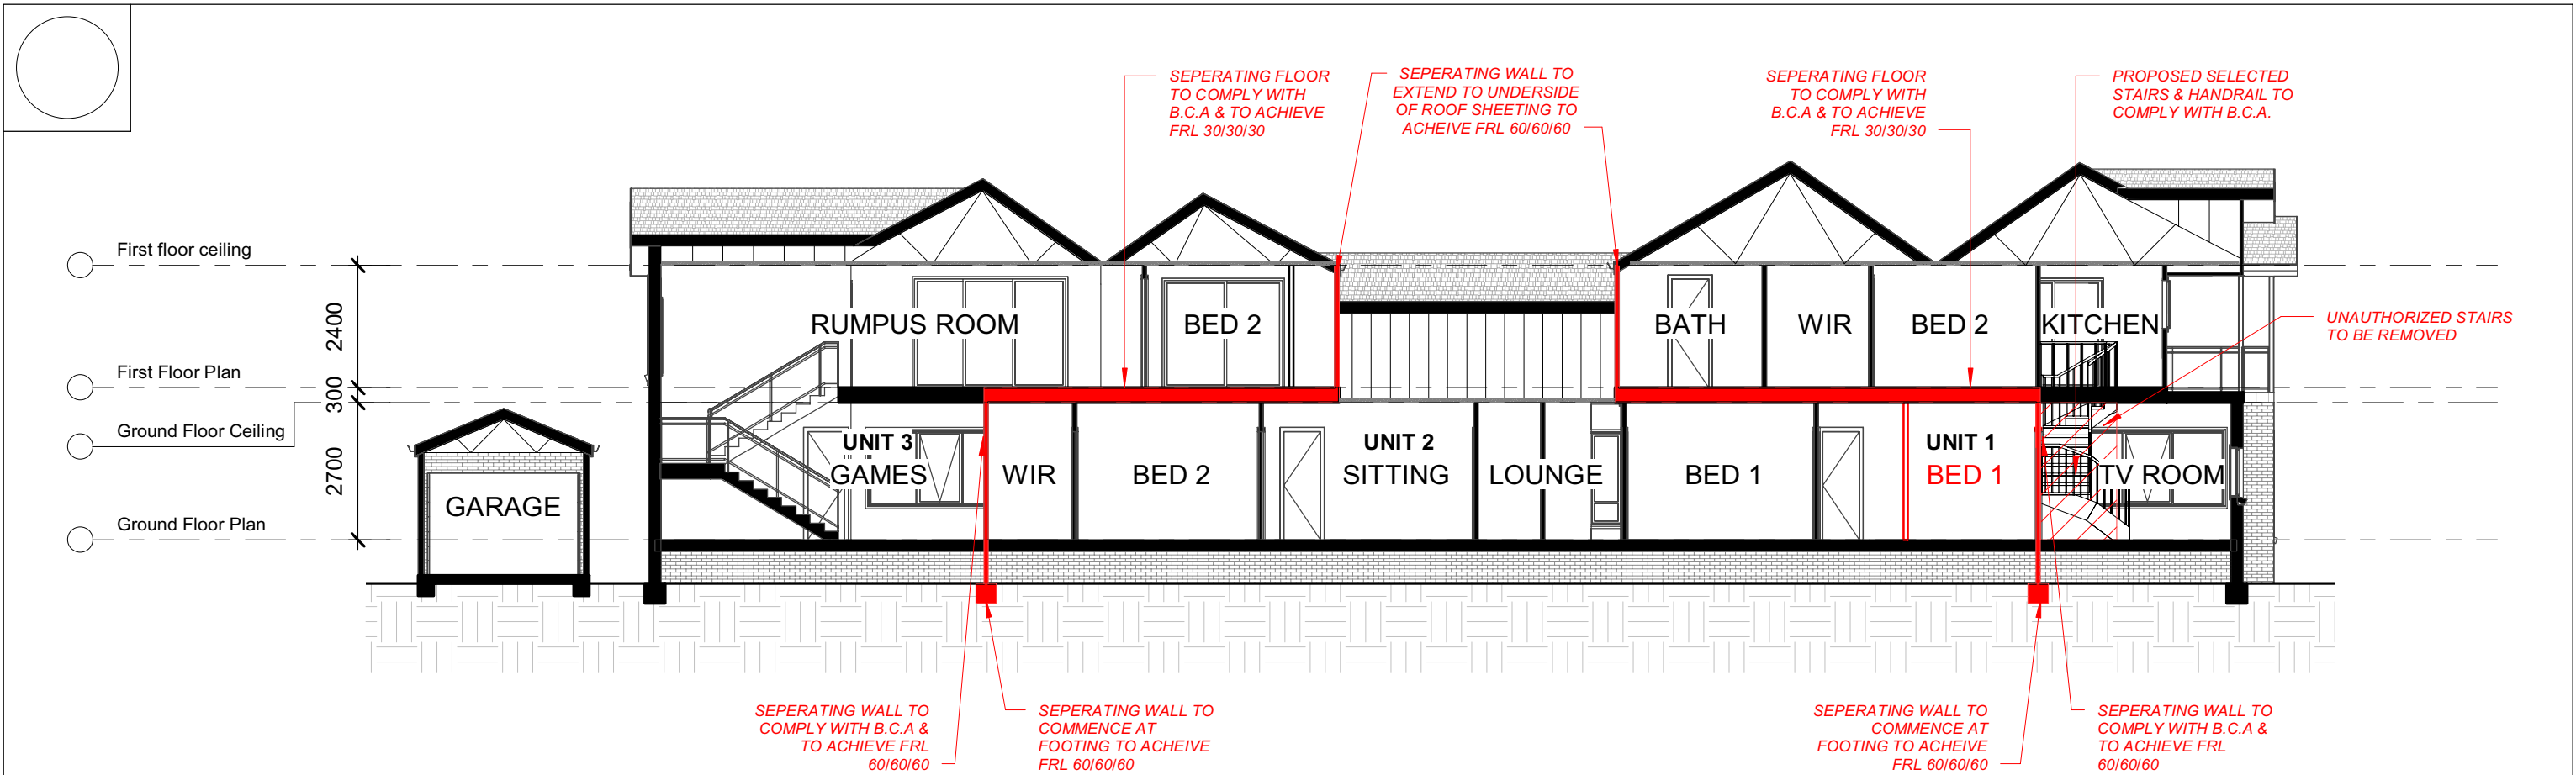 SEPERATING FLOOR
TO COMPLY WITH
B.C.A & TO ACHIEVE
FRL 30/30/30
SEPERATING WALL TO
EXTEND TO UNDERSIDE
OF ROOF SHEETING TO
ACHEIVE FRL 60/60/60
SEPERATING FLOOR
TO COMPLY WITH
B.C.A & TO ACHIEVE
FRL 30/30/30
PROPOSED SELECTED
STAIRS & HANDRAIL TO
COMPLY WITH B.C.A.
First floor ceiling
2400
RUMPUS ROOM
BED 2
BATH
WIR
BED 2
KITCHEN
UNAUTHORIZED STAIRS
TO BE REMOVED
First Floor Plan
300
Ground Floor Ceiling
2700
UNIT 3
GAMES
WIR
BED 2
UNIT 2
SITTING
LOUNGE
BED 1
UNIT 1
BED 1
TV ROOM
GARAGE
Ground Floor Plan
SEPERATING WALL TO
COMPLY WITH B.C.A &
TO ACHIEVE FRL
60/60/60
SEPERATING WALL TO
COMMENCE AT
FOOTING TO ACHEIVE
FRL 60/60/60
SEPERATING WALL TO
COMMENCE AT
FOOTING TO ACHEIVE
FRL 60/60/60
SEPERATING WALL TO
COMPLY WITH B.C.A &
TO ACHIEVE FRL
60/60/60